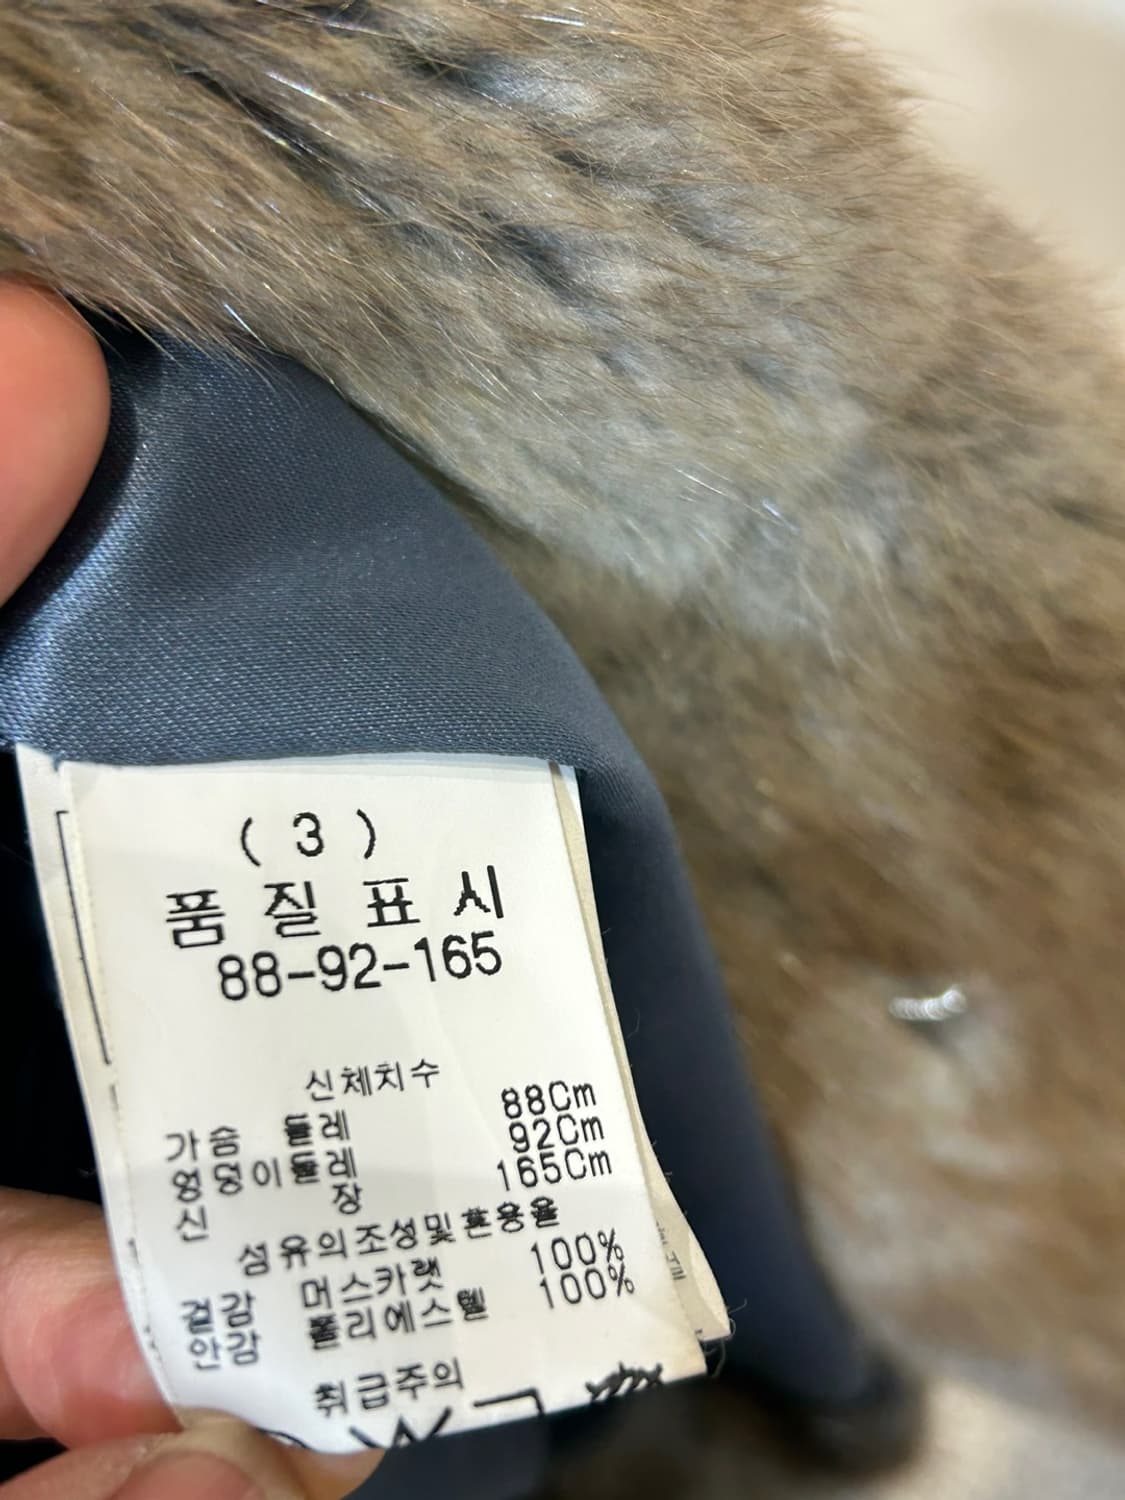 ( 3 )
품 질 표 시
88-92-165
신체치수
가슴 둘레 88Cm
엉덩이둘레 92Cm
신 장 165Cm
섬유의조성및혼용율
겉감 머스카랫 100%
안감 폴리에스텔 100%
취급주의